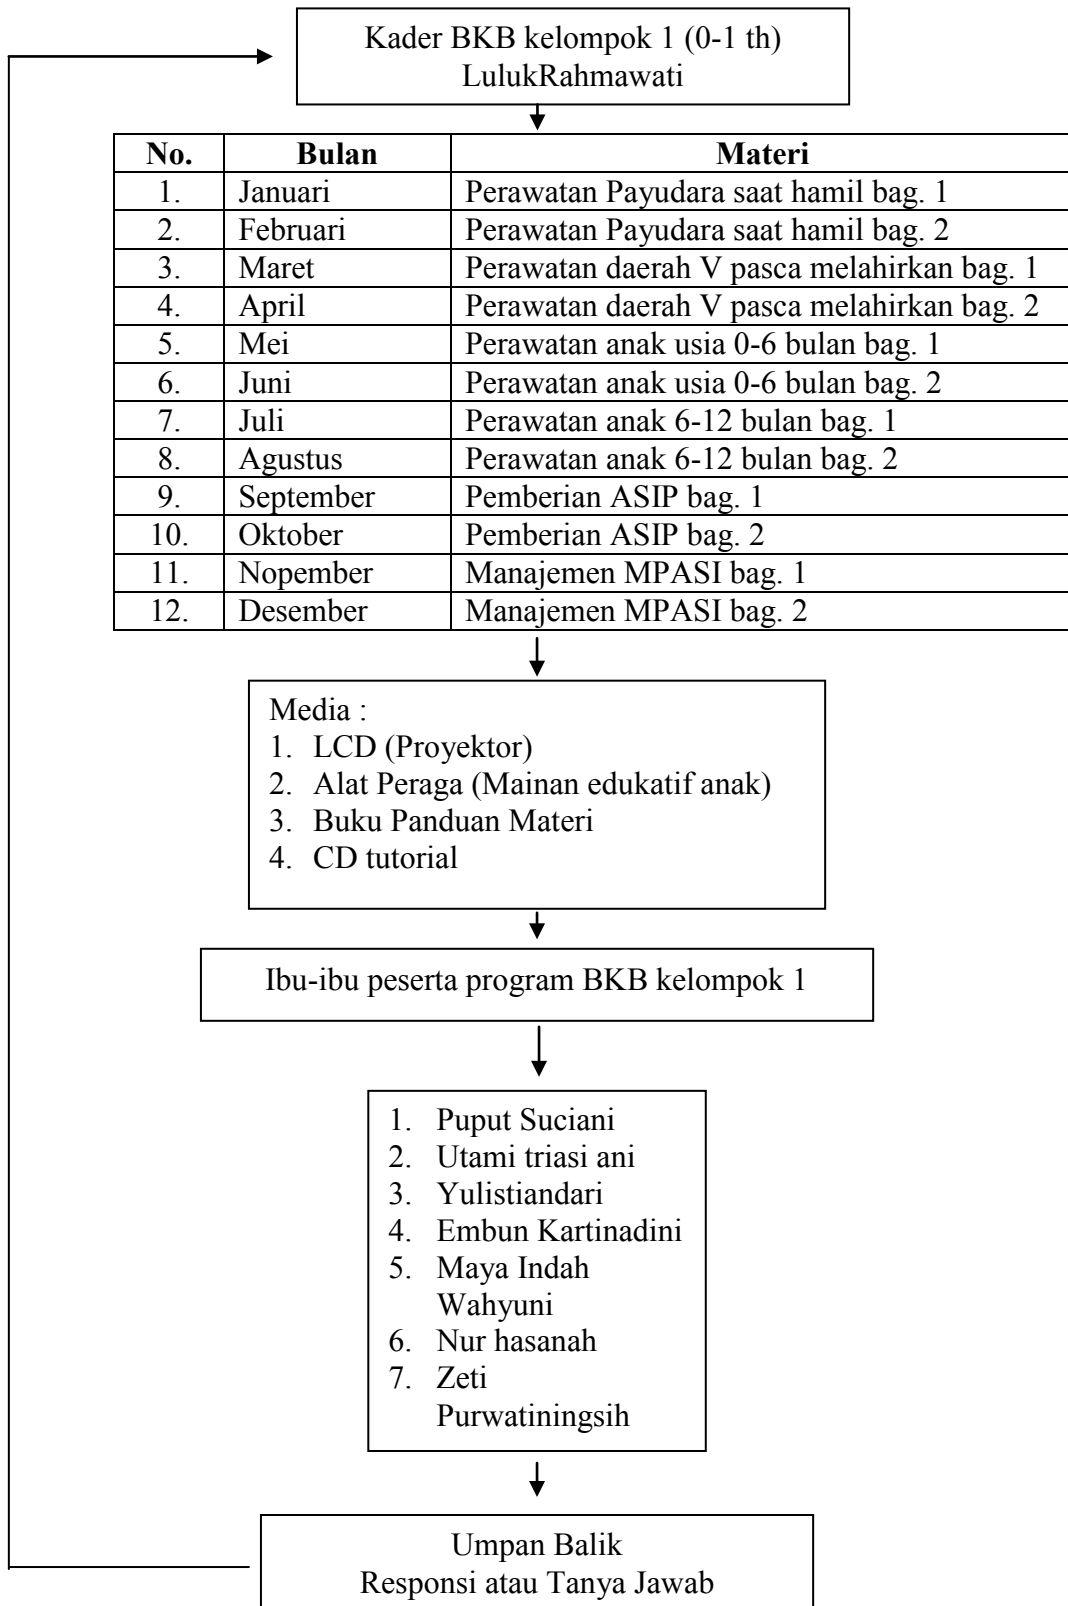 Kader BKB kelompok 1 (0-1 th)
LulukRahmawati
No. Bulan Materi
1. Januari Perawatan Payudara saat hamil bag. 1
2. Februari Perawatan Payudara saat hamil bag. 2
3. Maret Perawatan daerah V pasca melahirkan bag. 1
4. April Perawatan daerah V pasca melahirkan bag. 2
5. Mei Perawatan anak usia 0-6 bulan bag. 1
6. Juni Perawatan anak usia 0-6 bulan bag. 2
7. Juli Perawatan anak 6-12 bulan bag. 1
8. Agustus Perawatan anak 6-12 bulan bag. 2
9. September Pemberian ASIP bag. 1
10. Oktober Pemberian ASIP bag. 2
11. Nopember Manajemen MPASI bag. 1
12. Desember Manajemen MPASI bag. 2
Media :
1. LCD (Proyektor)
2. Alat Peraga (Mainan edukatif anak)
3. Buku Panduan Materi
4. CD tutorial
Ibu-ibu peserta program BKB kelompok 1
1. Puput Suciani
2. Utami triasi ani
3. Yulistiandari
4. Embun Kartinadini
5. Maya Indah
Wahyuni
6. Nur hasanah
7. Zeti
Purwatiningsih
Umpan Balik
Responsi atau Tanya Jawab